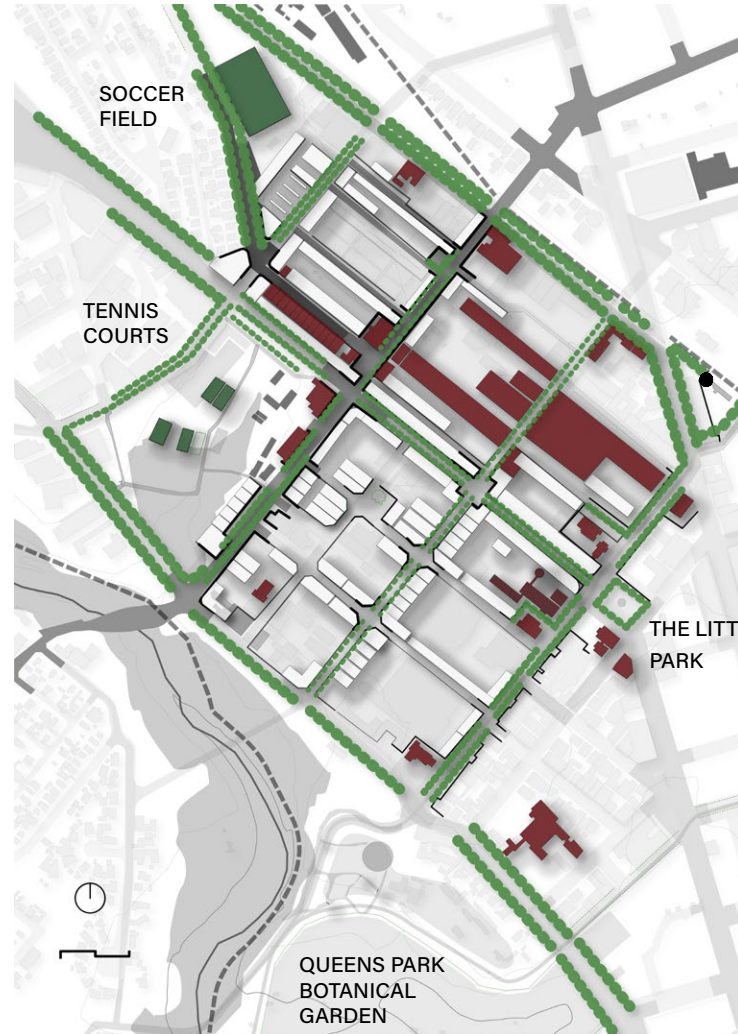 SOCCER
FIELD
TENNIS
COURTS
THE LITT
PARK
QUEENS PARK
BOTANICAL
GARDEN